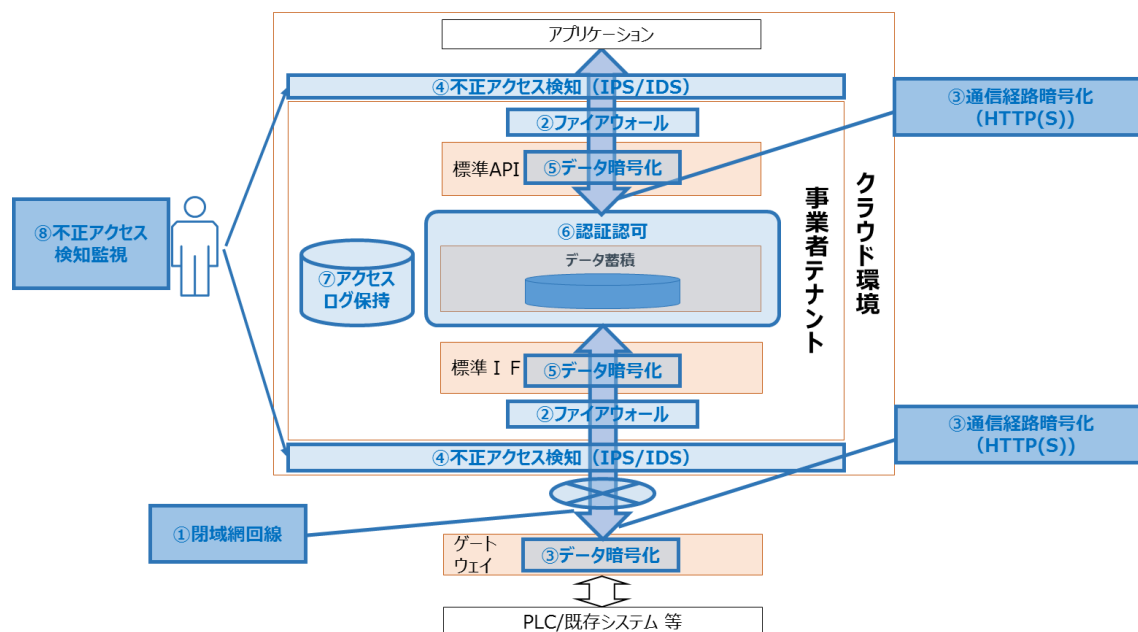 アプリケーション
④不正アクセス検知（IPS/IDS）
②ファイアウォール
③通信経路暗号化
（HTTP(S)）
標準API
⑤データ暗号化
クラウド環境
事業者テナント
⑧不正アクセス
検知監視
⑥認証認可
データ蓄積
⑦アクセス
ログ保持
標準ＩＦ
⑤データ暗号化
②ファイアウォール
③通信経路暗号化
（HTTP(S)）
④不正アクセス検知（IPS/IDS）
①閉域網回線
ゲート
ウェイ
③データ暗号化
PLC/既存システム 等